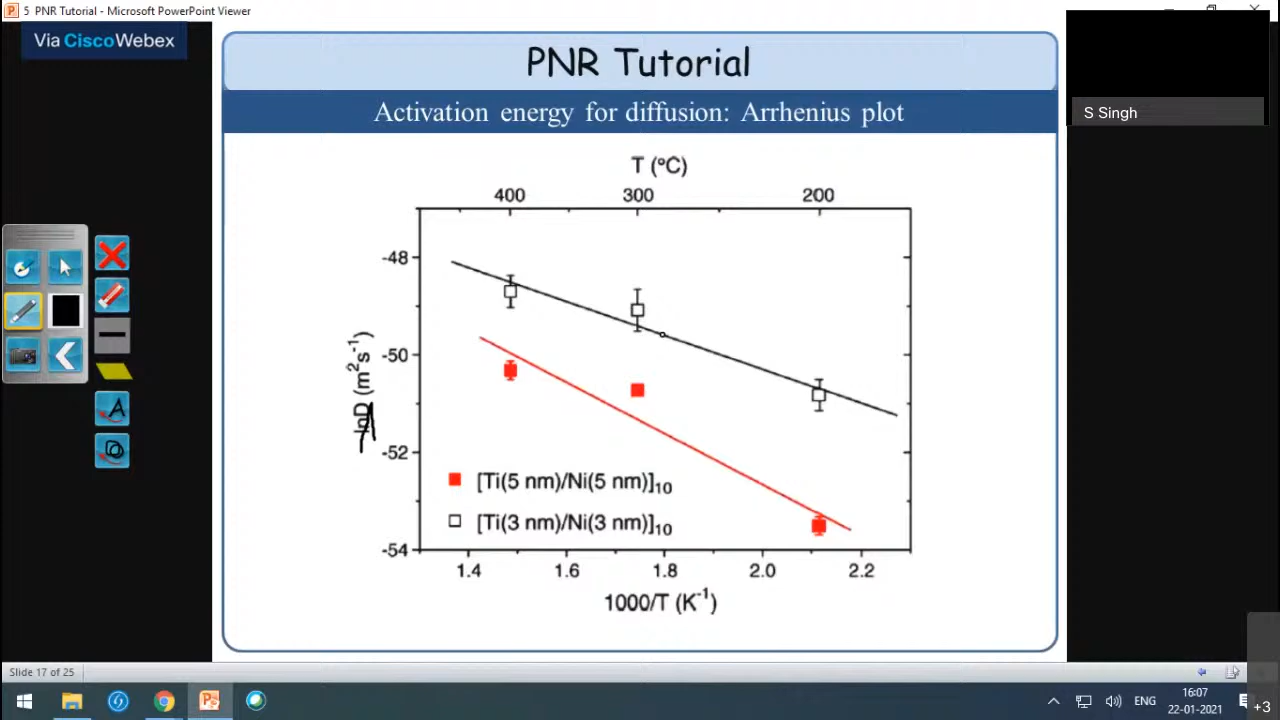 5 PNR Tutorial - Microsoft PowerPoint Viewer
Via Cisco Webex
S Singh
PNR Tutorial
Activation energy for diffusion: Arrhenius plot
T (ºC)
400 300 200
-48
-50
-52
-54
lnD (m²s⁻¹)
[Ti(5 nm)/Ni(5 nm)]₁₀
[Ti(3 nm)/Ni(3 nm)]₁₀
1.4 1.6 1.8 2.0 2.2
1000/T (K⁻¹)
A
Slide 17 of 25
ENG
16:07
22-01-2021
+3